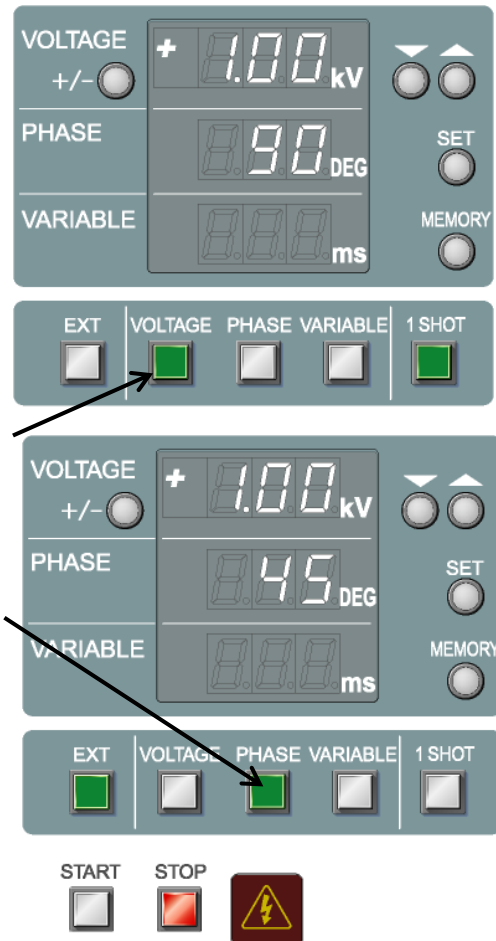 VOLTAGE
+ 1.00 kV
+/-
PHASE
90 DEG
SET
VARIABLE
ms
MEMORY
EXT VOLTAGE PHASE VARIABLE 1 SHOT
VOLTAGE
+ 1.00 kV
+/-
PHASE
45 DEG
SET
VARIABLE
ms
MEMORY
EXT VOLTAGE PHASE VARIABLE 1 SHOT
START STOP